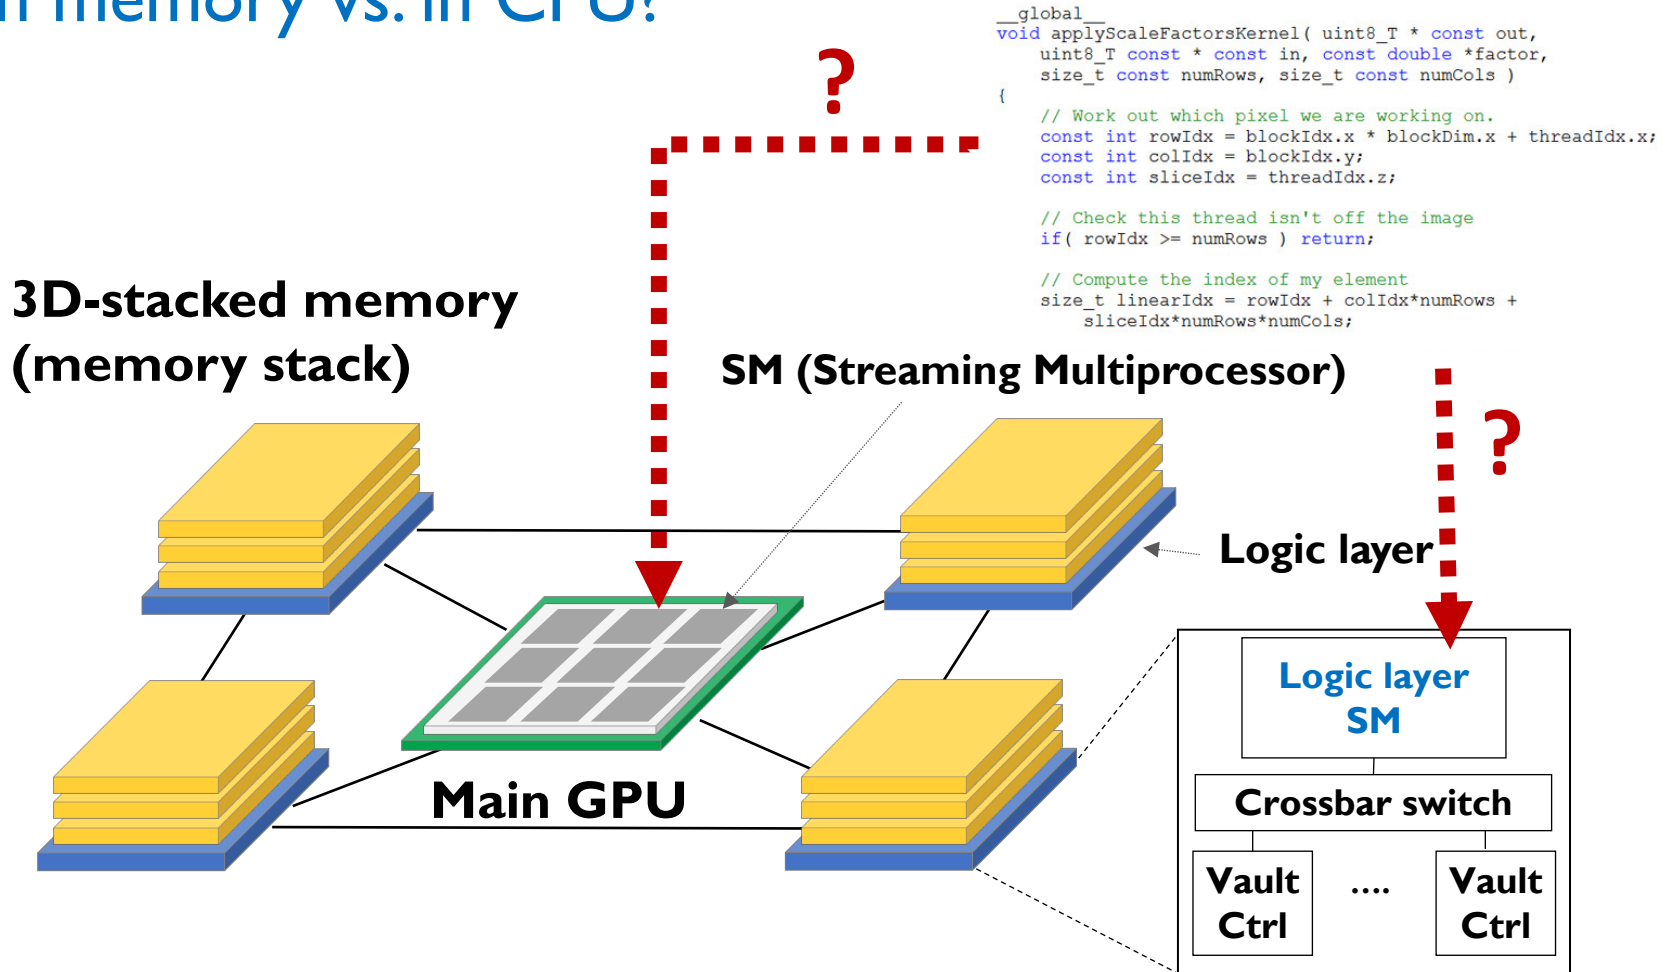 memory vs. in CPU?
__global__
void applyScaleFactorsKernel( uint8_T * const out,
uint8_T const * const in, const double *factor,
size_t const numRows, size_t const numCols )
{
// Work out which pixel we are working on.
const int rowIdx = blockIdx.x * blockDim.x + threadIdx.x;
const int colIdx = blockIdx.y;
const int sliceIdx = threadIdx.z;
// Check this thread isn't off the image
if( rowIdx >= numRows ) return;
// Compute the index of my element
size_t linearIdx = rowIdx + colIdx*numRows +
sliceIdx*numRows*numCols;
?
3D-stacked memory
(memory stack)
SM (Streaming Multiprocessor)
?
Logic layer
Main GPU
Logic layer
SM
Crossbar switch
Vault
Ctrl
....
Vault
Ctrl